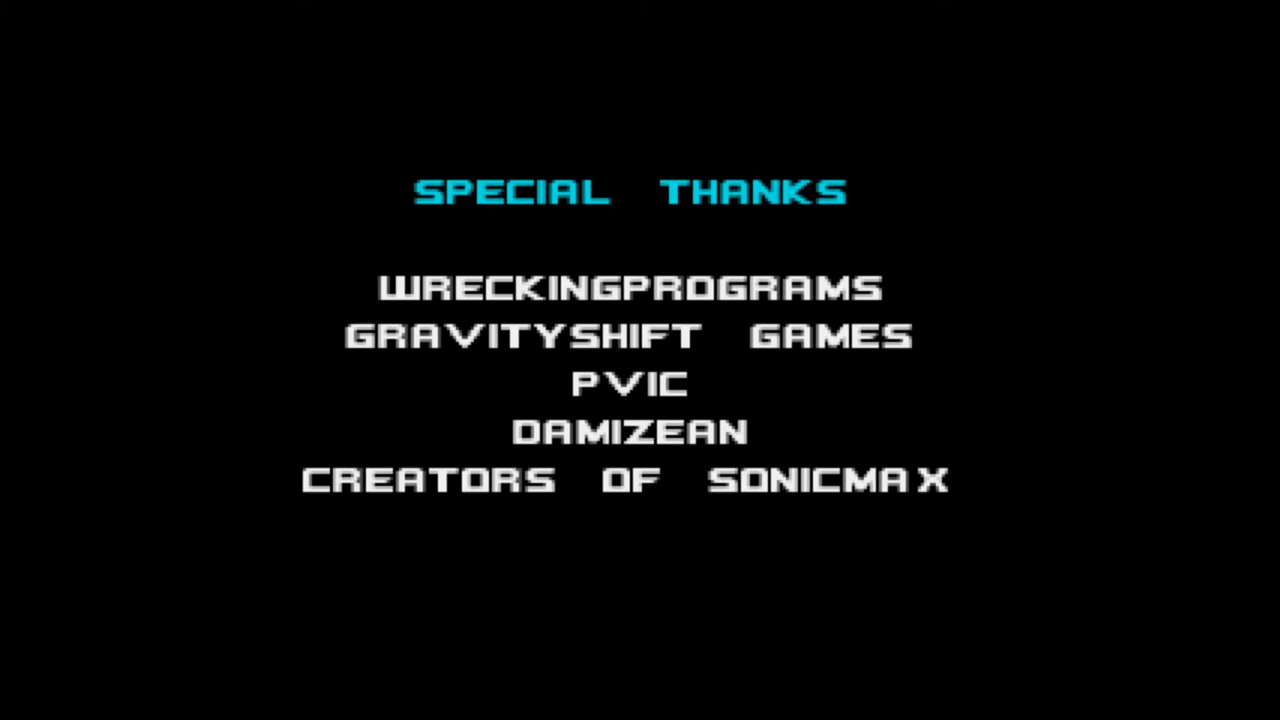 SPECIAL THANKS
WRECKINGPROGRAMS
GRAVITYSHIFT GAMES
PVIC
DAMIZEAN
CREATORS OF SONICMAX